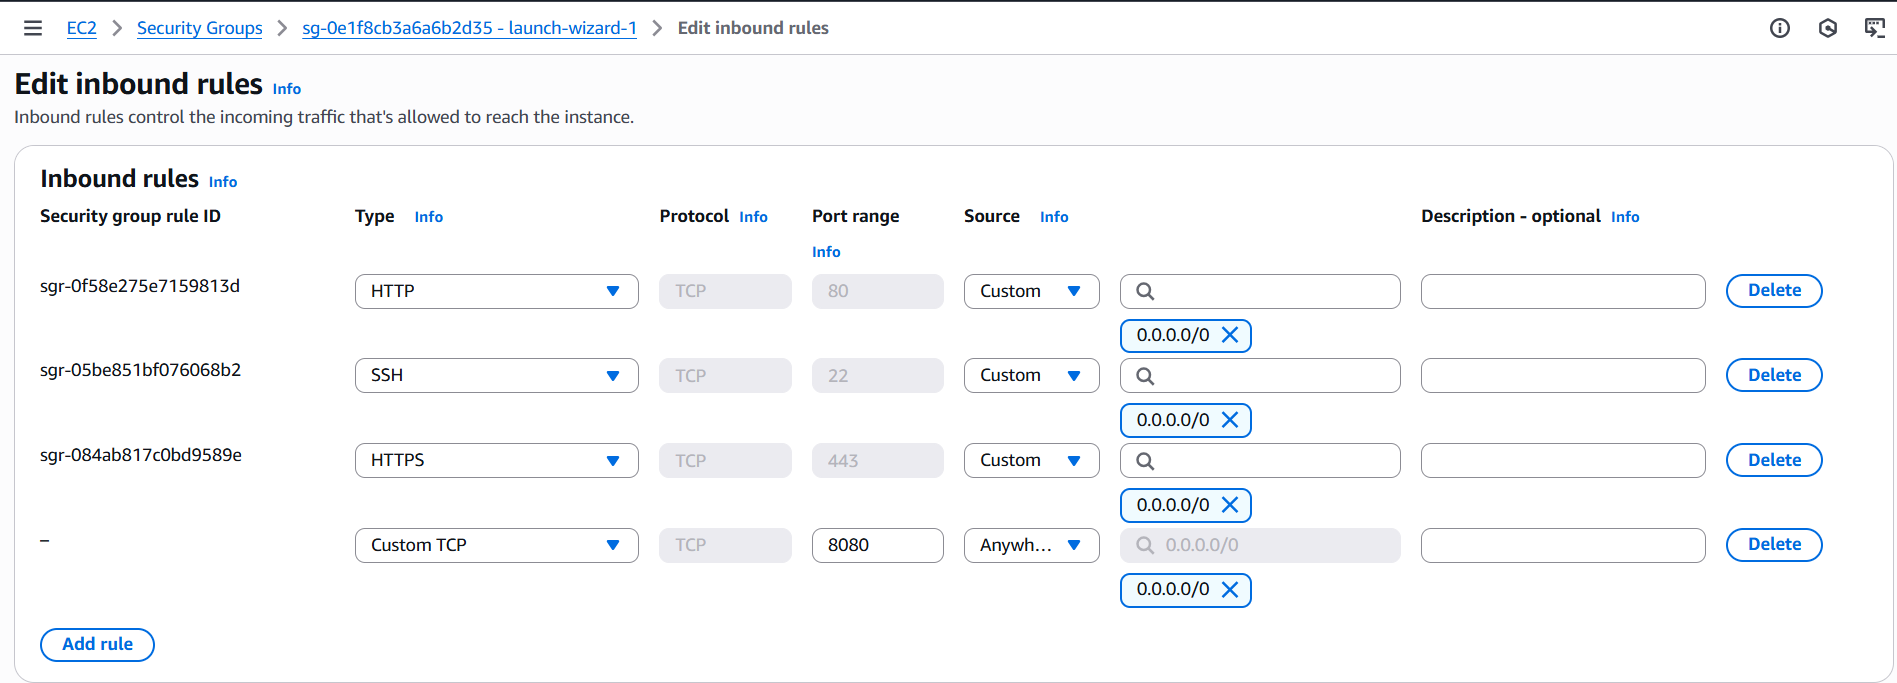 EC2 > Security Groups > sg-0e1f8cb3a6a6b2d35 - launch-wizard-1 > Edit inbound rules
Edit inbound rules Info
Inbound rules control the incoming traffic that's allowed to reach the instance.
Inbound rules Info
Security group rule ID Type Info Protocol Info Port range Source Info Description - optional Info
Info
sgr-0f58e275e7159813d HTTP TCP 80 Custom Delete
0.0.0.0/0
sgr-05be851bf076068b2 SSH TCP 22 Custom Delete
0.0.0.0/0
sgr-084ab817c0bd9589e HTTPS TCP 443 Custom Delete
0.0.0.0/0
– Custom TCP TCP 8080 Anywh... 0.0.0.0/0 Delete
0.0.0.0/0
Add rule